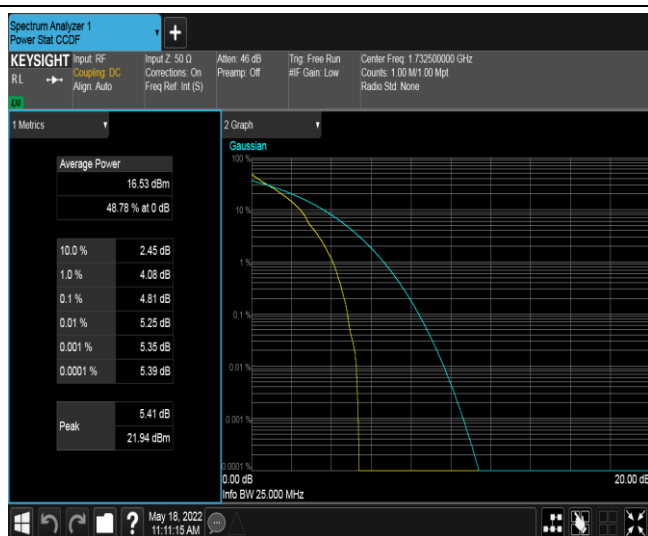 Spectrum Analyzer 1
Power Stat CCDF
+
KEYSIGHT
RL
Input: RF
Coupling: DC
Align: Auto
Input Z: 50 Ω
Corrections: On
Freq Ref: Int (S)
Atten: 46 dB
Preamp: Off
Trig: Free Run
#IF Gain: Low
Center Freq: 1.732500000 GHz
Counts: 1.00 M/1.00 Mpt
Radio Std: None
1 Metrics
Average Power
16.53 dBm
48.78 % at 0 dB
10.0 % 2.45 dB
1.0 % 4.08 dB
0.1 % 4.81 dB
0.01 % 5.25 dB
0.001 % 5.35 dB
0.0001 % 5.39 dB
Peak
5.41 dB
21.94 dBm
2 Graph
Gaussian
100 %
10 %
1 %
0.1 %
0.01 %
0.001 %
0.0001 %
0.00 dB
20.00 dB
Info BW 25.000 MHz
?
May 18, 2022
11:11:15 AM